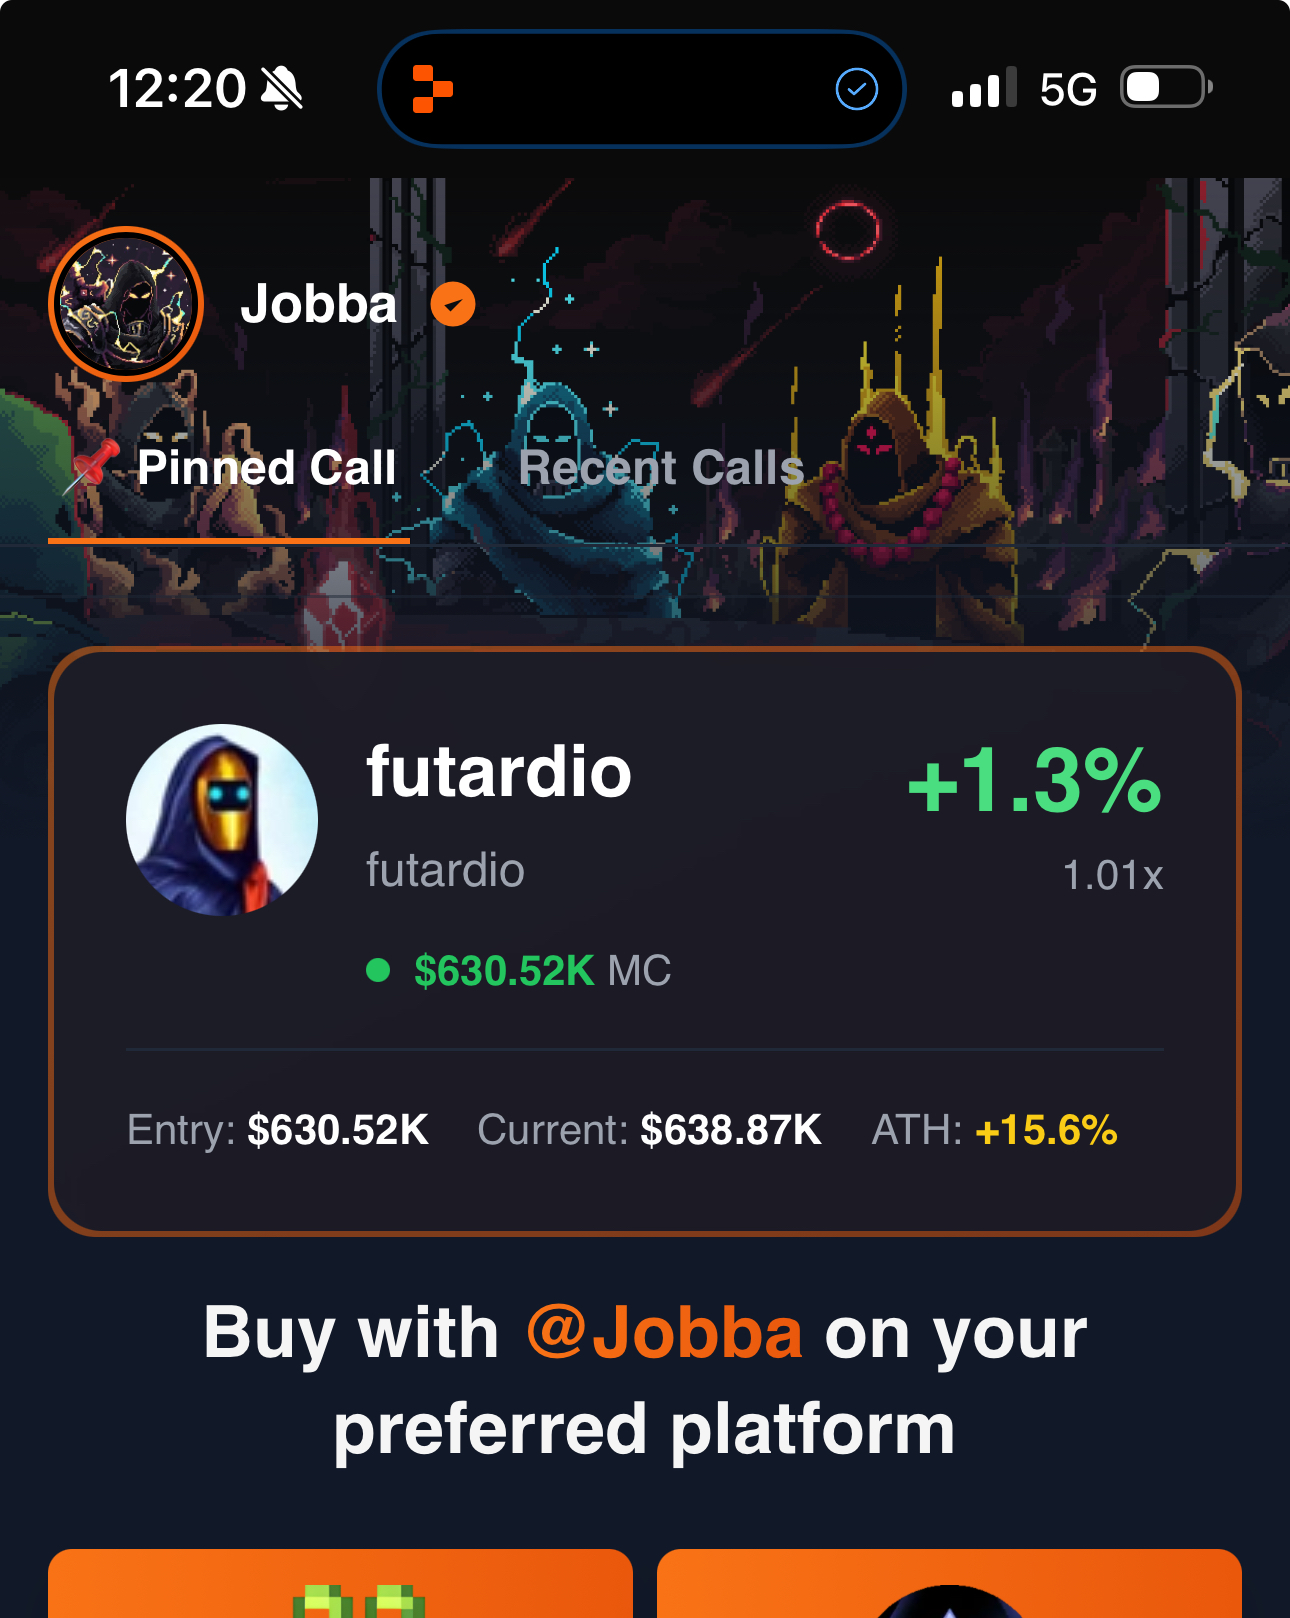 12:20 5G
Jobba
📌 Pinned Call Recent Calls
futardio +1.3%
futardio 1.01x
$630.52K MC
Entry: $630.52K Current: $638.87K ATH: +15.6%
Buy with @Jobba on your
preferred platform